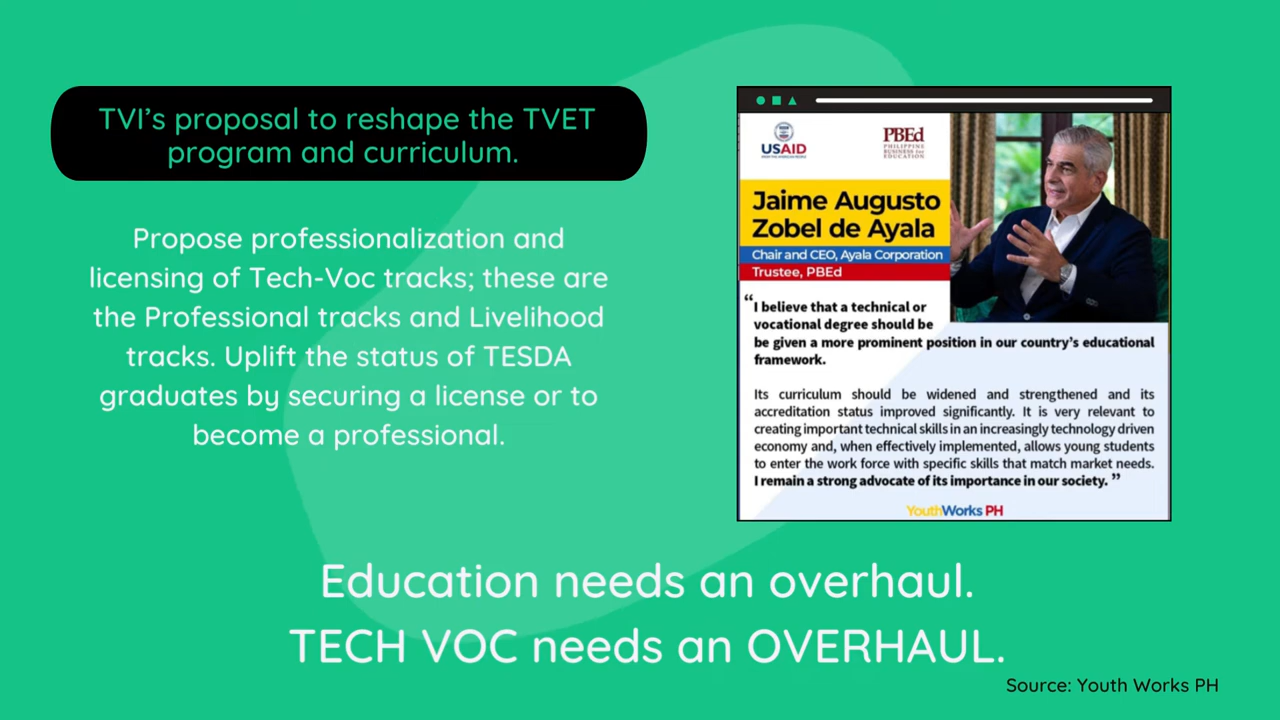 TVI's proposal to reshape the TVET
program and curriculum.
Propose professionalization and
licensing of Tech-Voc tracks; these are
the Professional tracks and Livelihood
tracks. Uplift the status of TESDA
graduates by securing a license or to
become a professional.
USAID
PBEd
PHILIPPINE
BUSINESS for
EDUCATION
Jaime Augusto
Zobel de Ayala
Chair and CEO, Ayala Corporation
Trustee, PBEd
“I believe that a technical or
vocational degree should be
be given a more prominent position in our country's educational
framework.
Its curriculum should be widened and strengthened and its
accreditation status improved significantly. It is very relevant to
creating important technical skills in an increasingly technology driven
economy and, when effectively implemented, allows young students
to enter the work force with specific skills that match market needs.
I remain a strong advocate of its importance in our society. ”
YouthWorks PH
Education needs an overhaul.
TECH VOC needs an OVERHAUL.
Source: Youth Works PH